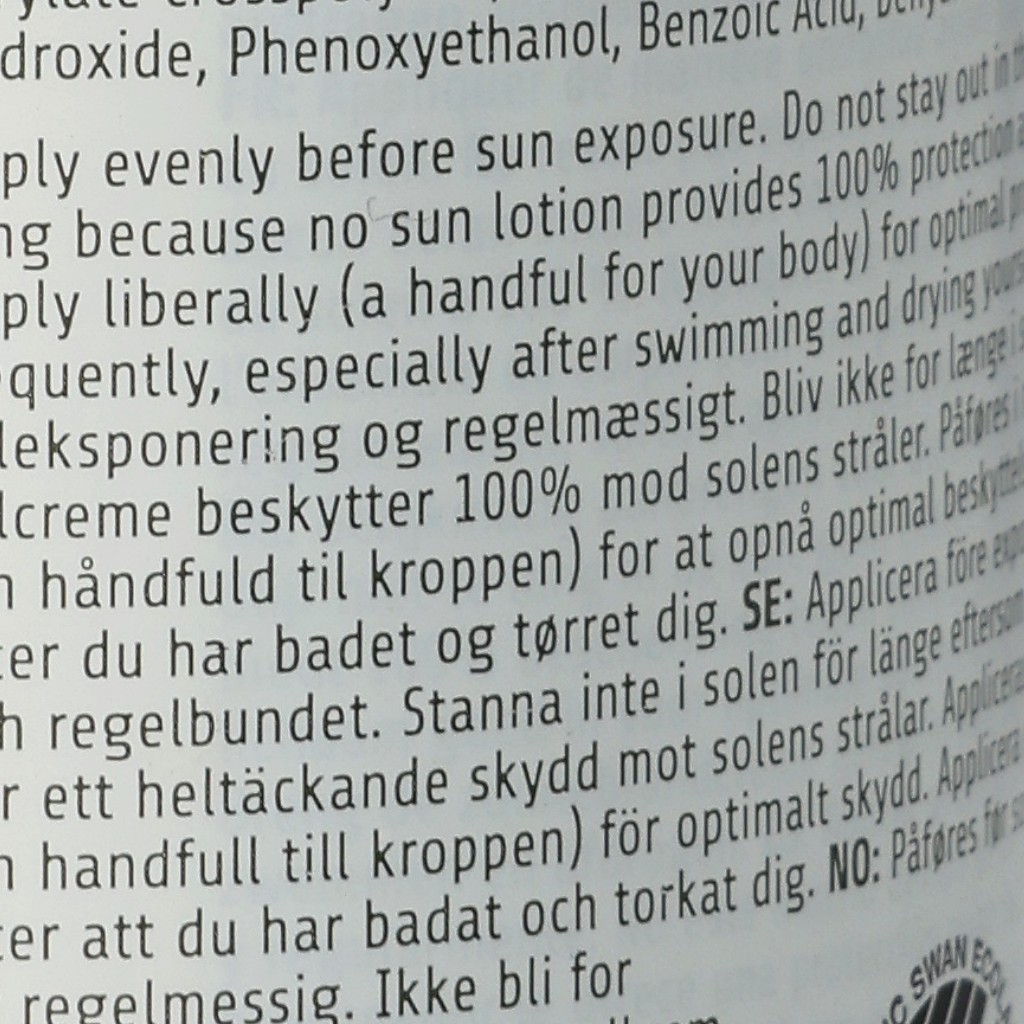 droxide, Phenoxyethanol, Benzoic Acid,
ply evenly before sun exposure. Do not stay out in
ng because no sun lotion provides 100% protection
ply liberally (a handful for your body) for optimal
quently, especially after swimming and drying
leksponering og regelmæssigt. Bliv ikke for længe i
lcreme beskytter 100% mod solens stråler. Påføres
n håndfuld til kroppen) for at opnå optimal
ter du har badet og tørret dig. SE: Applicera före
h regelbundet. Stanna inte i solen för länge
r ett heltäckande skydd mot solens strålar. Applicera
n handfull till kroppen) för optimalt skydd. Applicera
ter att du har badat och torkat dig. NO: Påføres før
regelmessig. Ikke bli for
SWAN